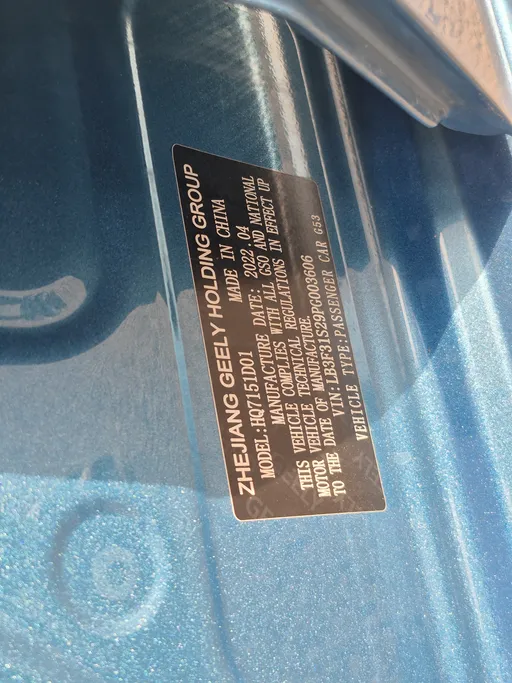 ZHEJIANG GEELY HOLDING GROUP
MODEL:HQ7151D01 MADE IN CHINA
MANUFACTURE DATE: 2022.04
THIS VEHICLE COMPLIES WITH ALL GSO AND NATIONAL
MOTOR VEHICLE TECHNICAL REGULATIONS IN EFFECT UP
TO THE DATE OF MANUFACTURE.
VIN:LB3F31S29PG003606
VEHICLE TYPE:PASSENGER CAR G53